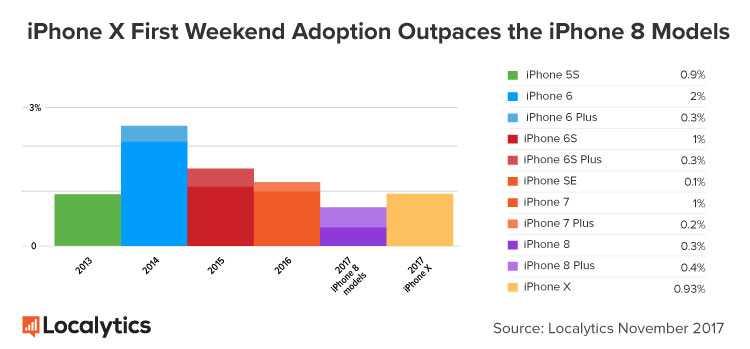 iPhone X First Weekend Adoption Outpaces the iPhone 8 Models
3%
0
2013
2014
2015
2016
2017
iPhone 8
models
2017
iPhone X
iPhone 5S 0.9%
iPhone 6 2%
iPhone 6 Plus 0.3%
iPhone 6S 1%
iPhone 6S Plus 0.3%
iPhone SE 0.1%
iPhone 7 1%
iPhone 7 Plus 0.2%
iPhone 8 0.3%
iPhone 8 Plus 0.4%
iPhone X 0.93%
Localytics
Source: Localytics November 2017